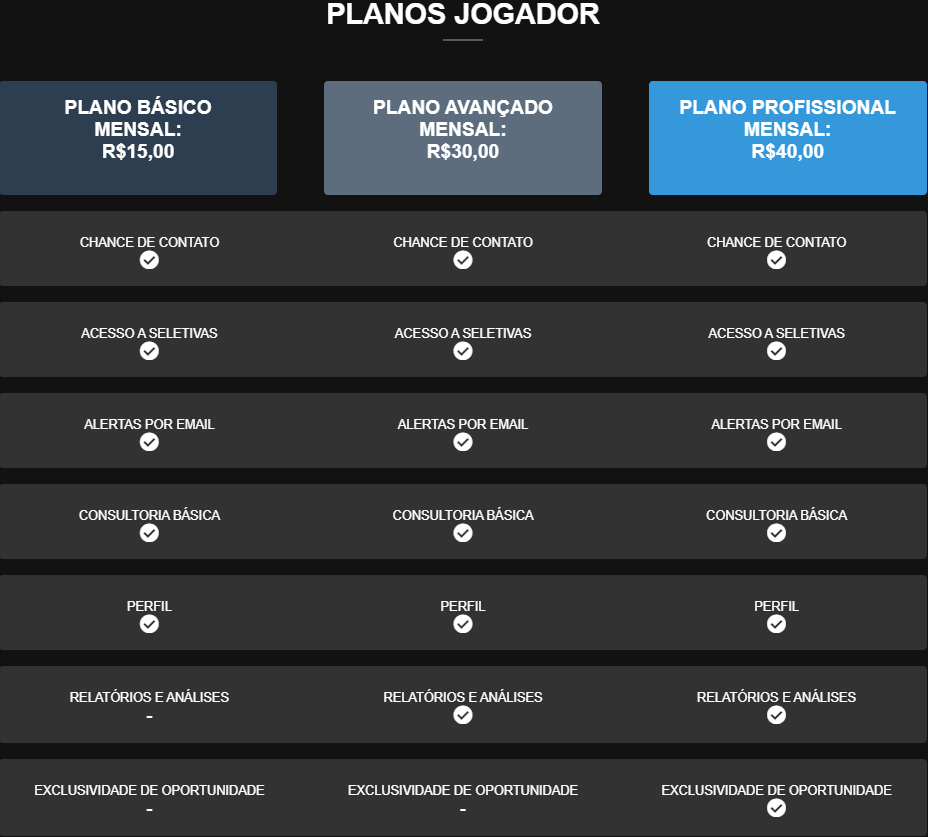 PLANOS JOGADOR
PLANO BÁSICO
MENSAL:
R$15,00
PLANO AVANÇADO
MENSAL:
R$30,00
PLANO PROFISSIONAL
MENSAL:
R$40,00
CHANCE DE CONTATO CHANCE DE CONTATO CHANCE DE CONTATO
ACESSO A SELETIVAS ACESSO A SELETIVAS ACESSO A SELETIVAS
ALERTAS POR EMAIL ALERTAS POR EMAIL ALERTAS POR EMAIL
CONSULTORIA BÁSICA CONSULTORIA BÁSICA CONSULTORIA BÁSICA
PERFIL PERFIL PERFIL
RELATÓRIOS E ANÁLISES RELATÓRIOS E ANÁLISES RELATÓRIOS E ANÁLISES
-
EXCLUSIVIDADE DE OPORTUNIDADE EXCLUSIVIDADE DE OPORTUNIDADE EXCLUSIVIDADE DE OPORTUNIDADE
- -